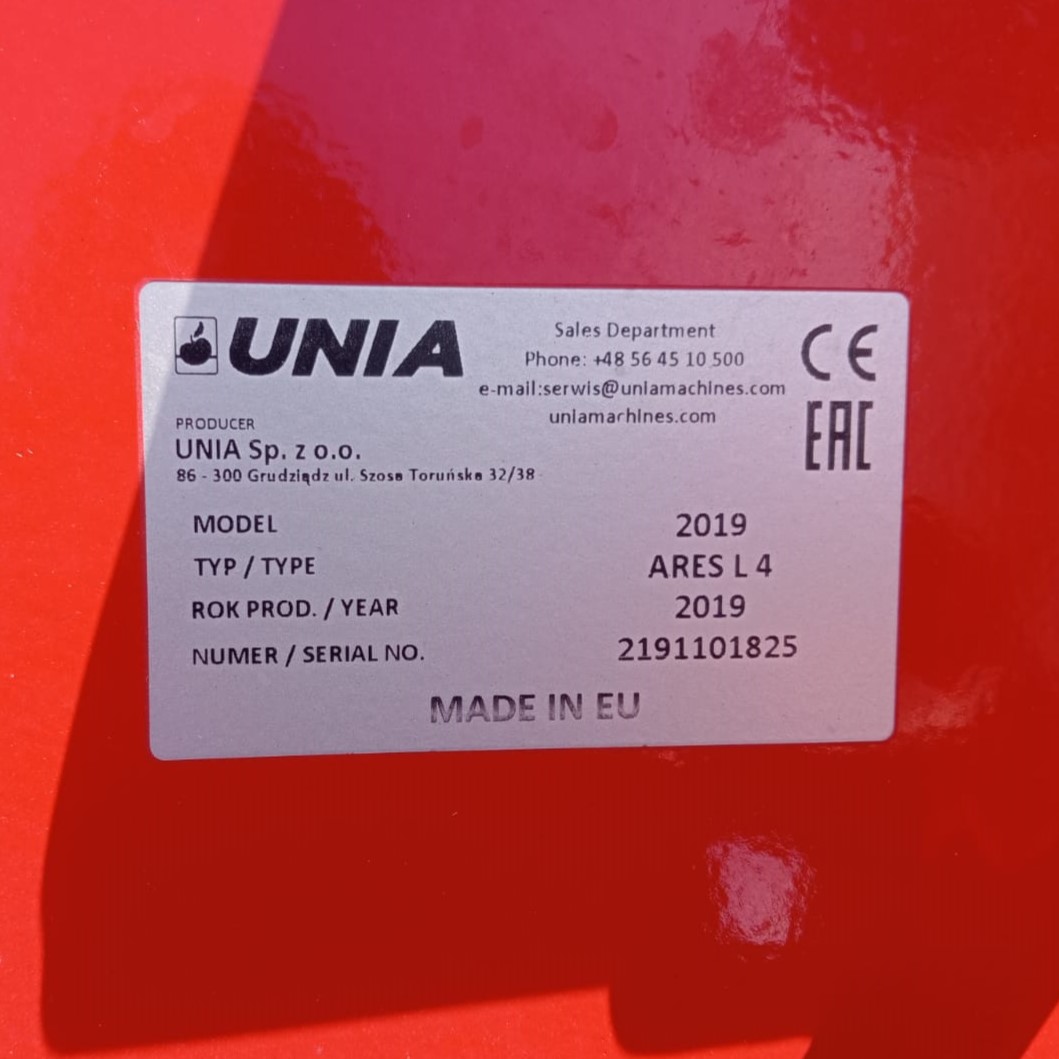 UNIA
Sales Department
Phone: +48 56 45 10 500
e-mail:serwis@uniamachines.com
uniamachines.com
CE
EAC
PRODUCER
UNIA Sp. z o.o.
86 - 300 Grudziądz ul. Szosa Toruńska 32/38
MODEL 2019
TYP / TYPE ARES L 4
ROK PROD. / YEAR 2019
NUMER / SERIAL NO. 2191101825
MADE IN EU